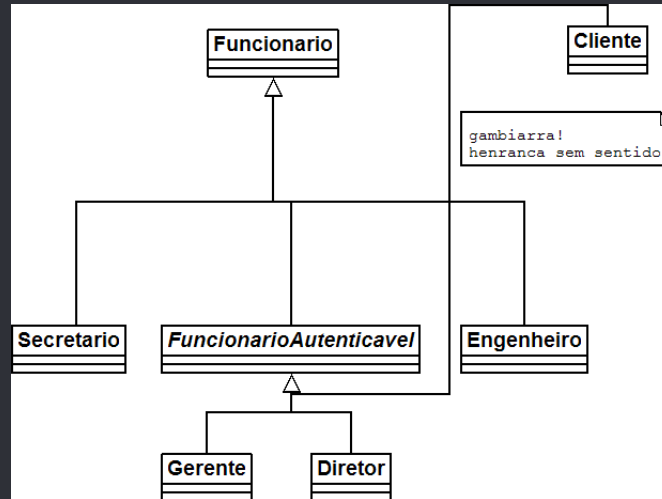 Funcionario
Cliente
gambiarra!
henranca sem sentido
Secretario
FuncionarioAutenticavel
Engenheiro
Gerente
Diretor